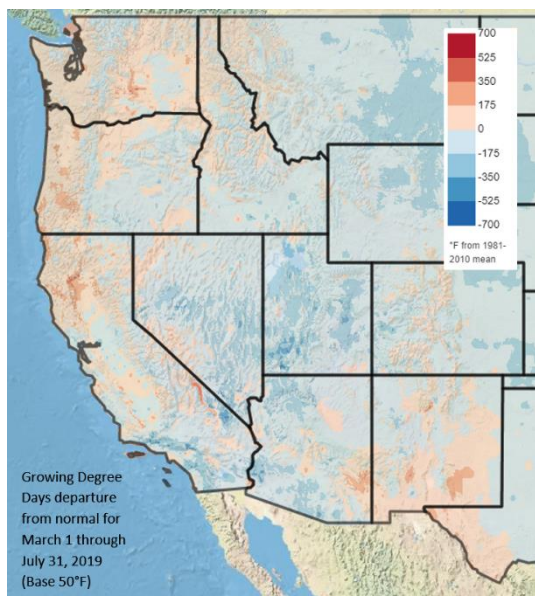 700
525
350
175
0
-175
-350
-525
-700
°F from 1981-
2010 mean
Growing Degree
Days departure
from normal for
March 1 through
July 31, 2019
(Base 50°F)